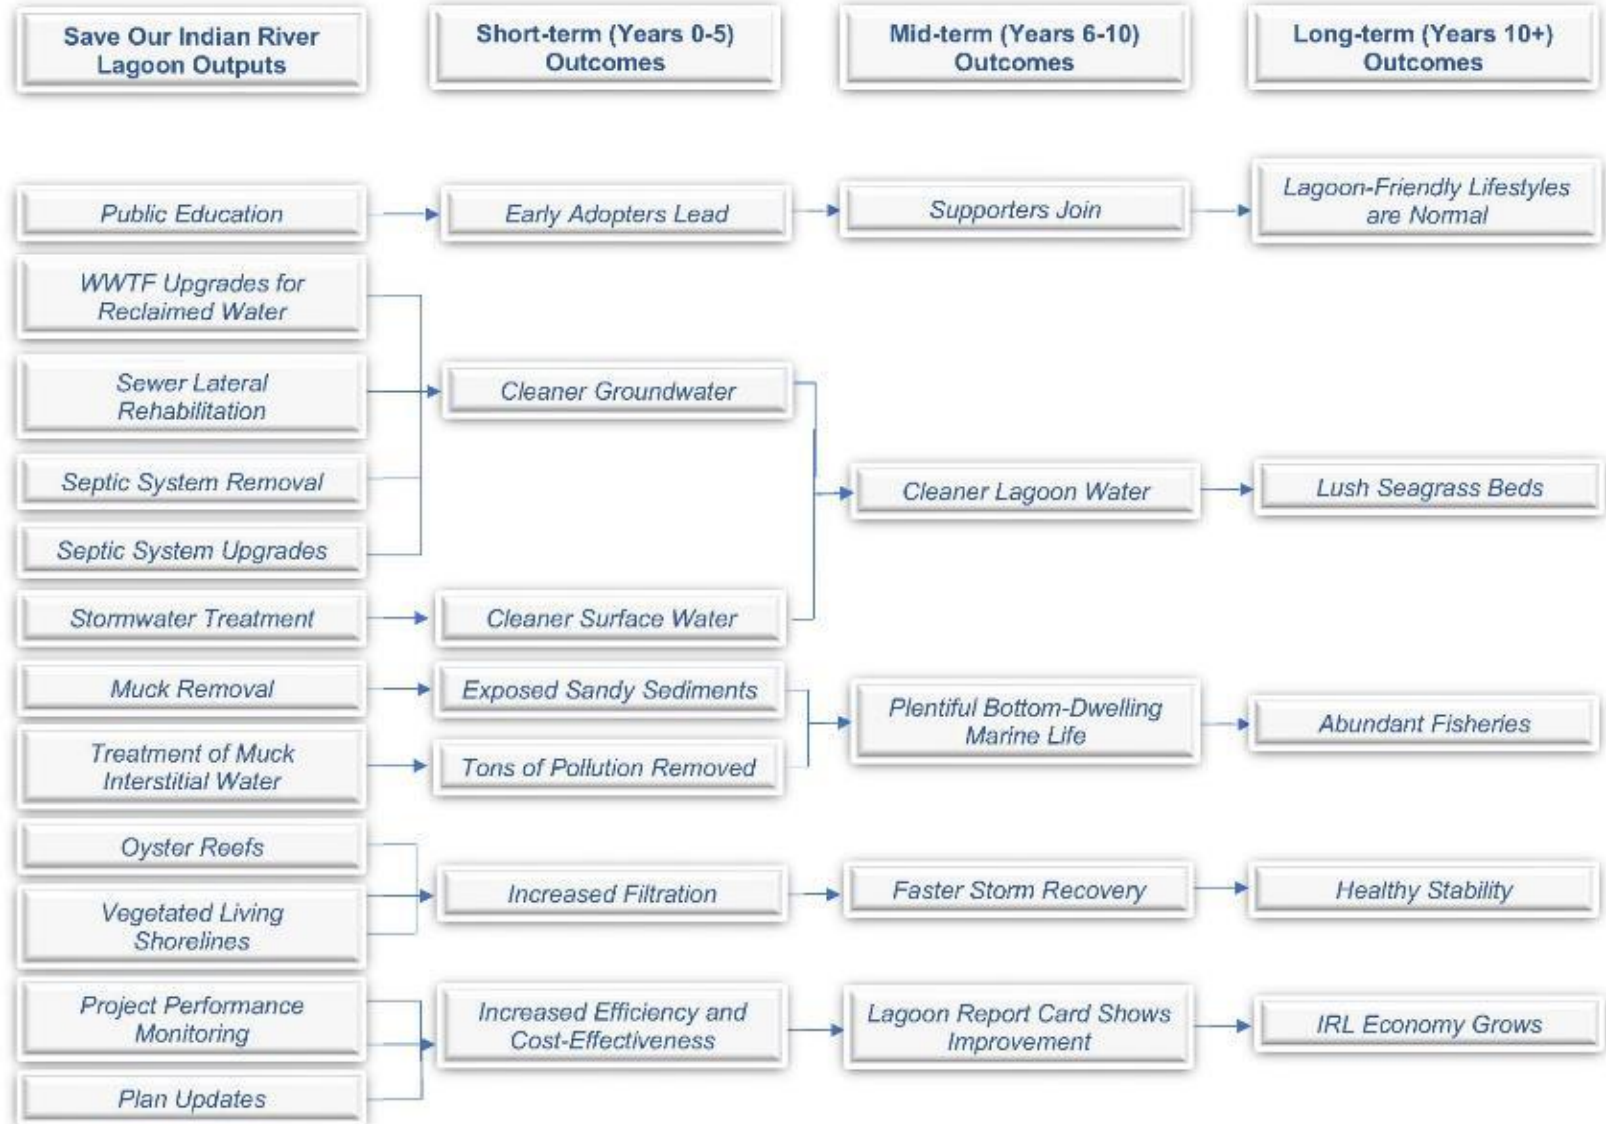 Save Our Indian River
Lagoon Outputs
Short-term (Years 0-5)
Outcomes
Mid-term (Years 6-10)
Outcomes
Long-term (Years 10+)
Outcomes
Public Education
Early Adopters Lead
Supporters Join
Lagoon-Friendly Lifestyles
are Normal
WWTF Upgrades for
Reclaimed Water
Sewer Lateral
Rehabilitation
Cleaner Groundwater
Septic System Removal
Cleaner Lagoon Water
Lush Seagrass Beds
Septic System Upgrades
Stormwater Treatment
Cleaner Surface Water
Muck Removal
Exposed Sandy Sediments
Plentiful Bottom-Dwelling
Marine Life
Abundant Fisheries
Treatment of Muck
Interstitial Water
Tons of Pollution Removed
Oyster Reefs
Increased Filtration
Faster Storm Recovery
Healthy Stability
Vegetated Living
Shorelines
Project Performance
Monitoring
Increased Efficiency and
Cost-Effectiveness
Lagoon Report Card Shows
Improvement
IRL Economy Grows
Plan Updates